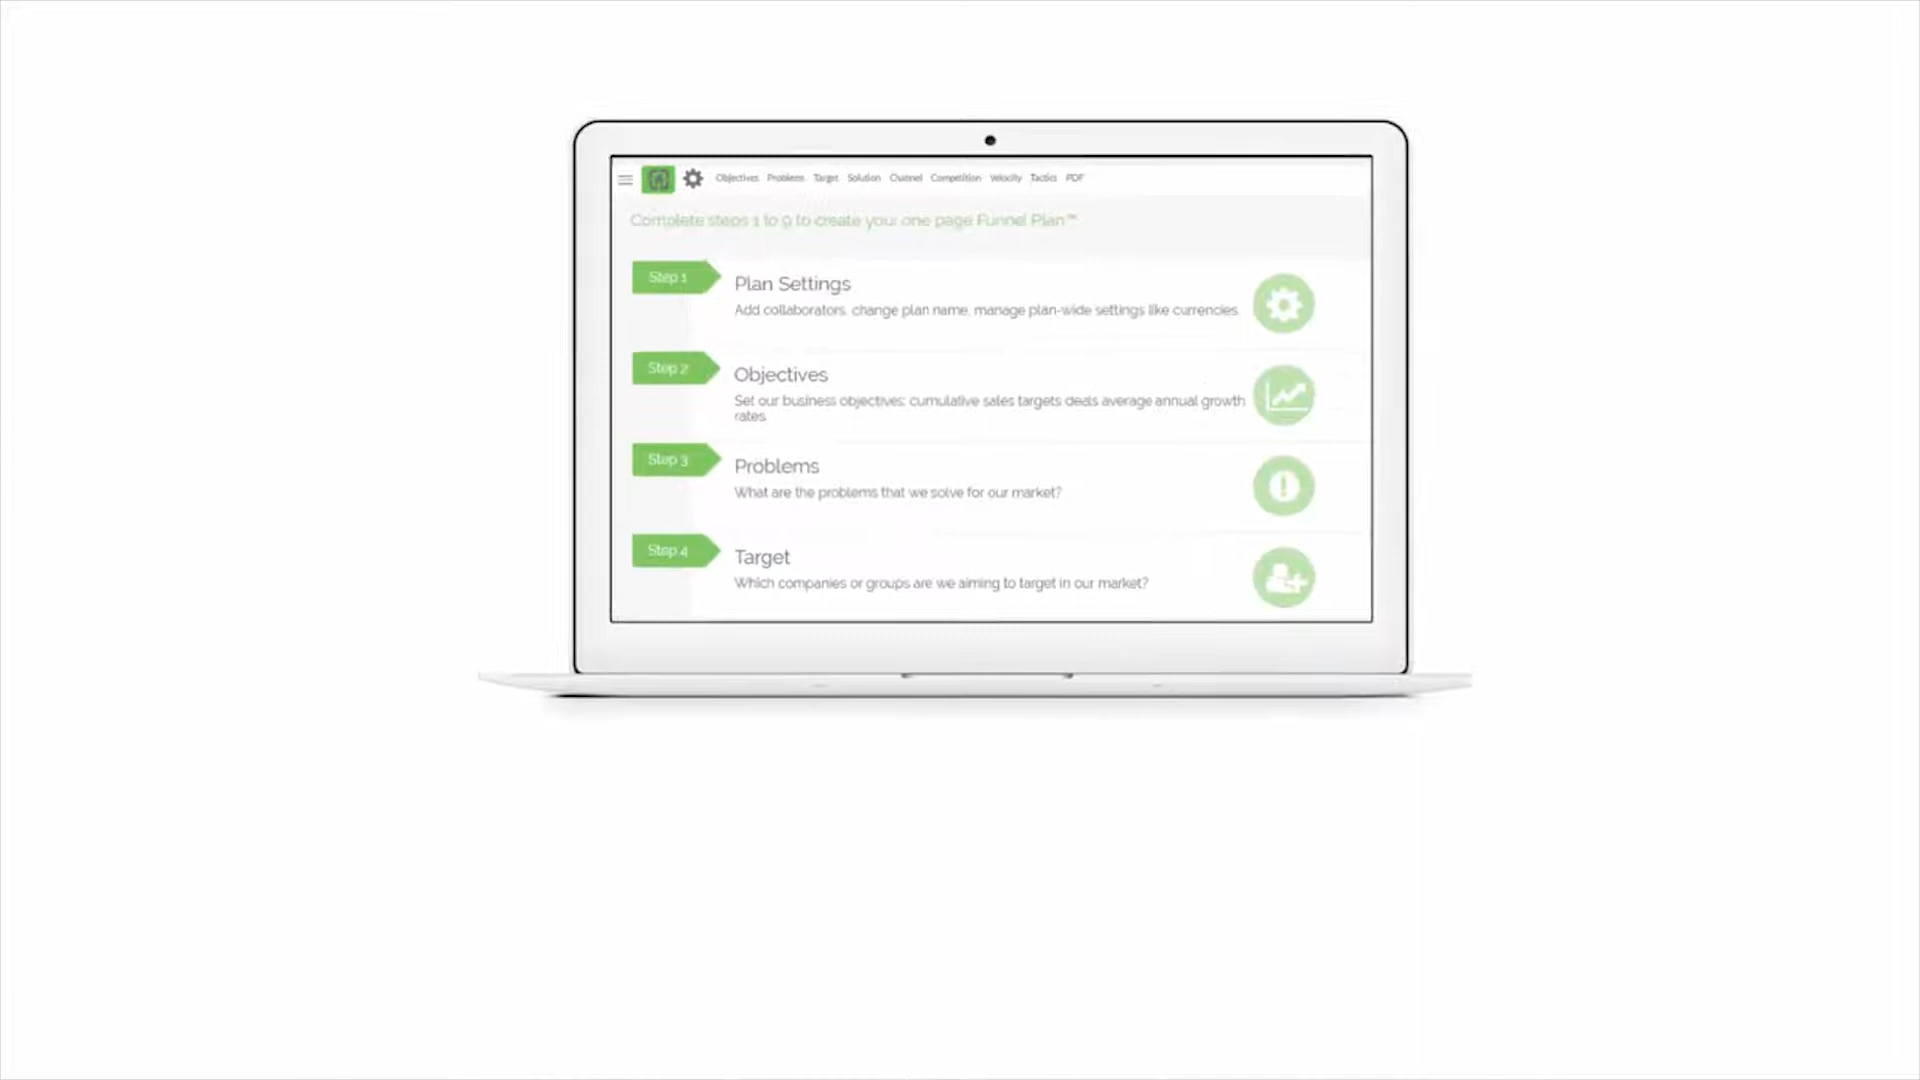 Objectives Problems Target Solution Channel Competition Velocity Tactics PDF
Complete steps 1 to 9 to create your one page Funnel Plan™
Step 1
Plan Settings
Add collaborators, change plan name, manage plan-wide settings like currencies.
Step 2
Objectives
Set our business objectives: cumulative sales targets deals average annual growth
rates.
Step 3
Problems
What are the problems that we solve for our market?
Step 4
Target
Which companies or groups are we aiming to target in our market?